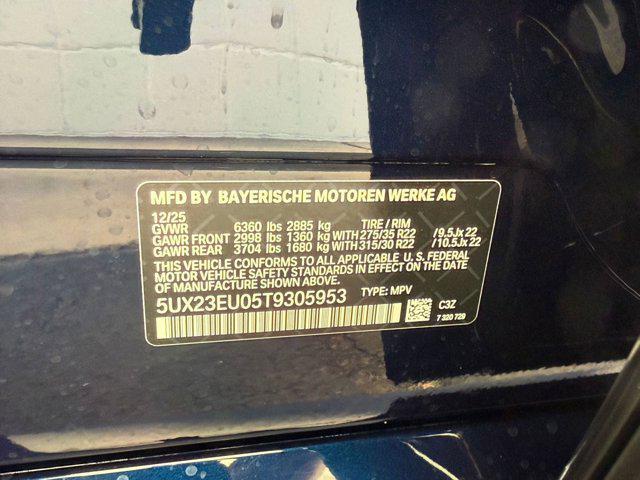 MFD BY BAYERISCHE MOTOREN WERKE AG
12/25
GVWR 6360 lbs 2885 kg TIRE / RIM
GAWR FRONT 2998 lbs 1360 kg WITH 275/35 R22 /9.5Jx22
GAWR REAR 3704 lbs 1680 kg WITH 315/30 R22 /10.5Jx22
THIS VEHICLE CONFORMS TO ALL APPLICABLE U. S. FEDERAL
MOTOR VEHICLE SAFETY STANDARDS IN EFFECT ON THE DATE
OF MANUFACTURE SHOWN ABOVE.
5UX23EU05T9305953 TYPE: MPV
C3Z
7 320 729